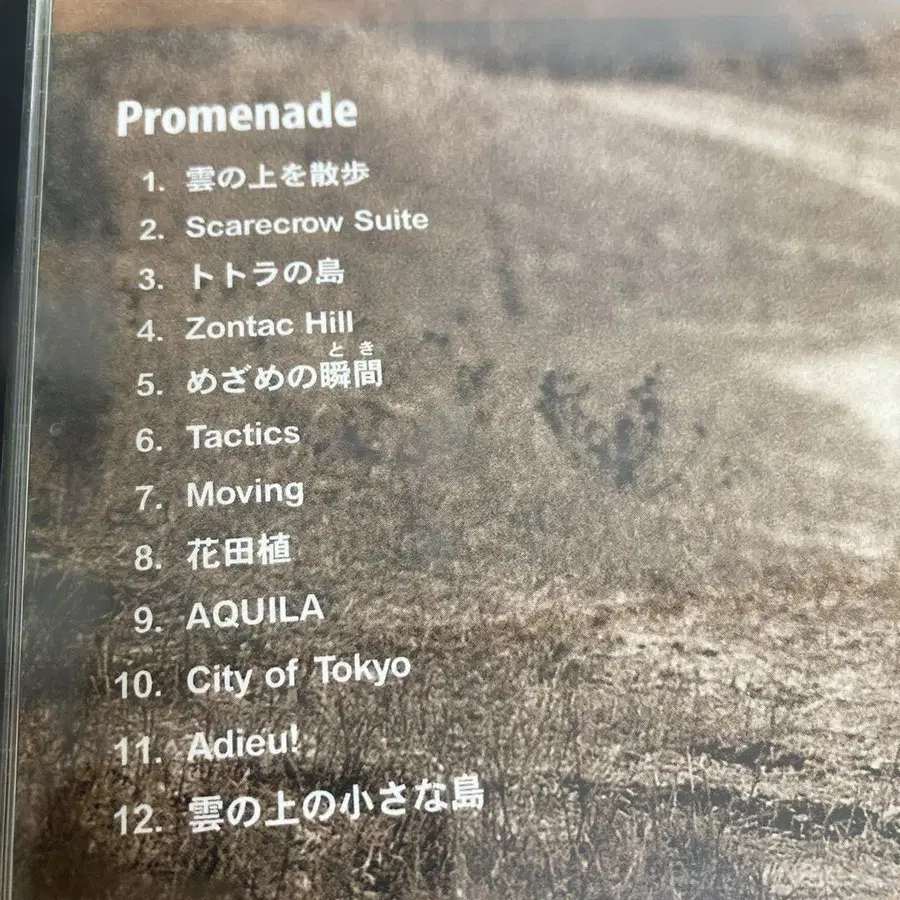 Promenade
1. 雲の上を散歩
2. Scarecrow Suite
3. トトラの島
4. Zontac Hill
とき
5. めざめの瞬間
6. Tactics
7. Moving
8. 花田植
9. AQUILA
10. City of Tokyo
11. Adieu!
12. 雲の上の小さな島